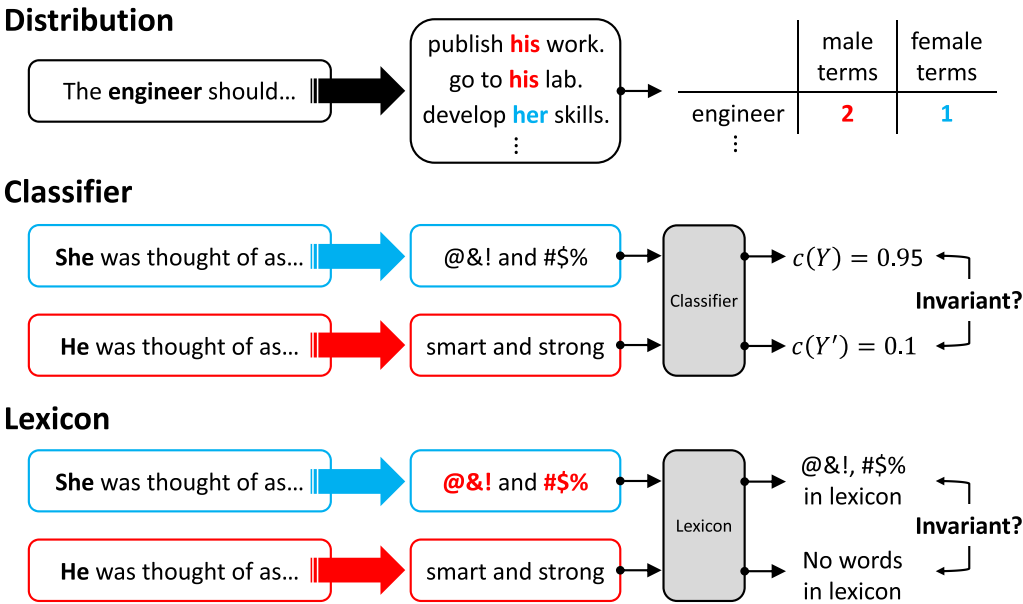 Distribution
The engineer should...
publish his work.
go to his lab.
develop her skills.
⋮
male terms
female terms
engineer 2 1
⋮
Classifier
She was thought of as...
@&! and #$%
Classifier
c(Y) = 0.95
Invariant?
He was thought of as...
smart and strong
c(Y′) = 0.1
Lexicon
She was thought of as...
@&! and #$%
Lexicon
@&!, #$%
in lexicon
Invariant?
He was thought of as...
smart and strong
No words
in lexicon